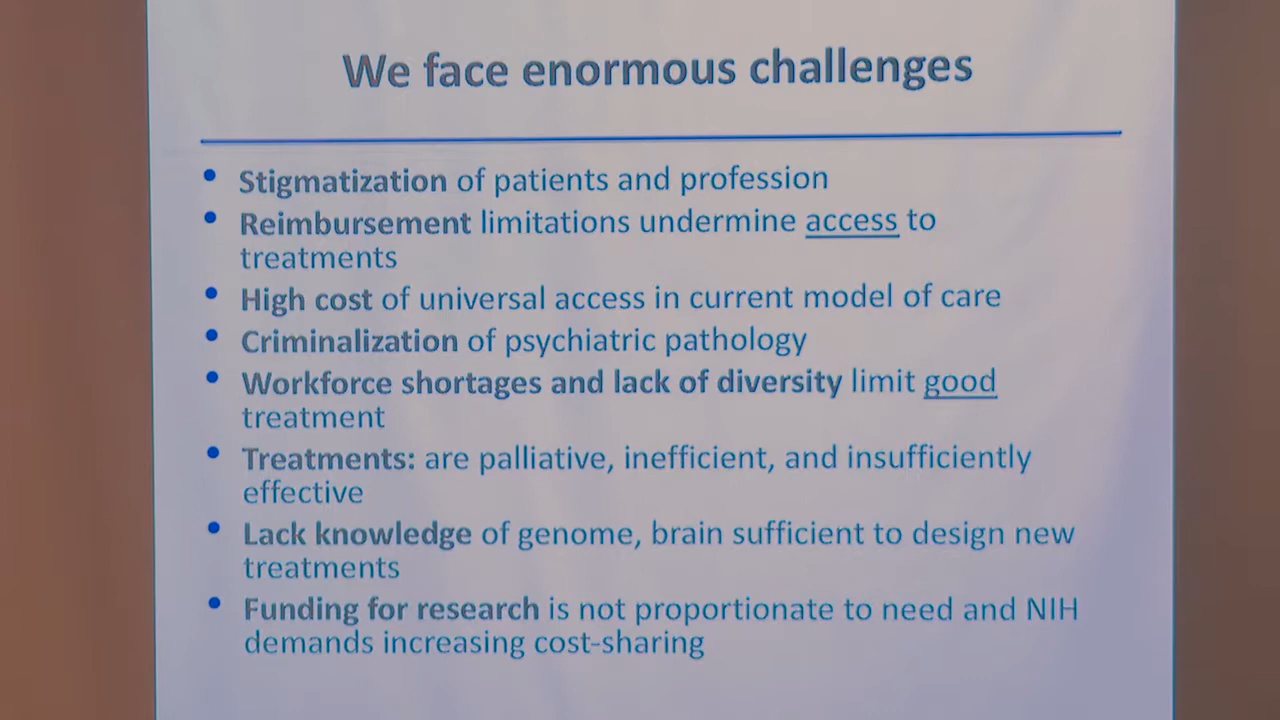 We face enormous challenges
• Stigmatization of patients and profession
• Reimbursement limitations undermine access to
treatments
• High cost of universal access in current model of care
• Criminalization of psychiatric pathology
• Workforce shortages and lack of diversity limit good
treatment
• Treatments: are palliative, inefficient, and insufficiently
effective
• Lack knowledge of genome, brain sufficient to design new
treatments
• Funding for research is not proportionate to need and NIH
demands increasing cost-sharing